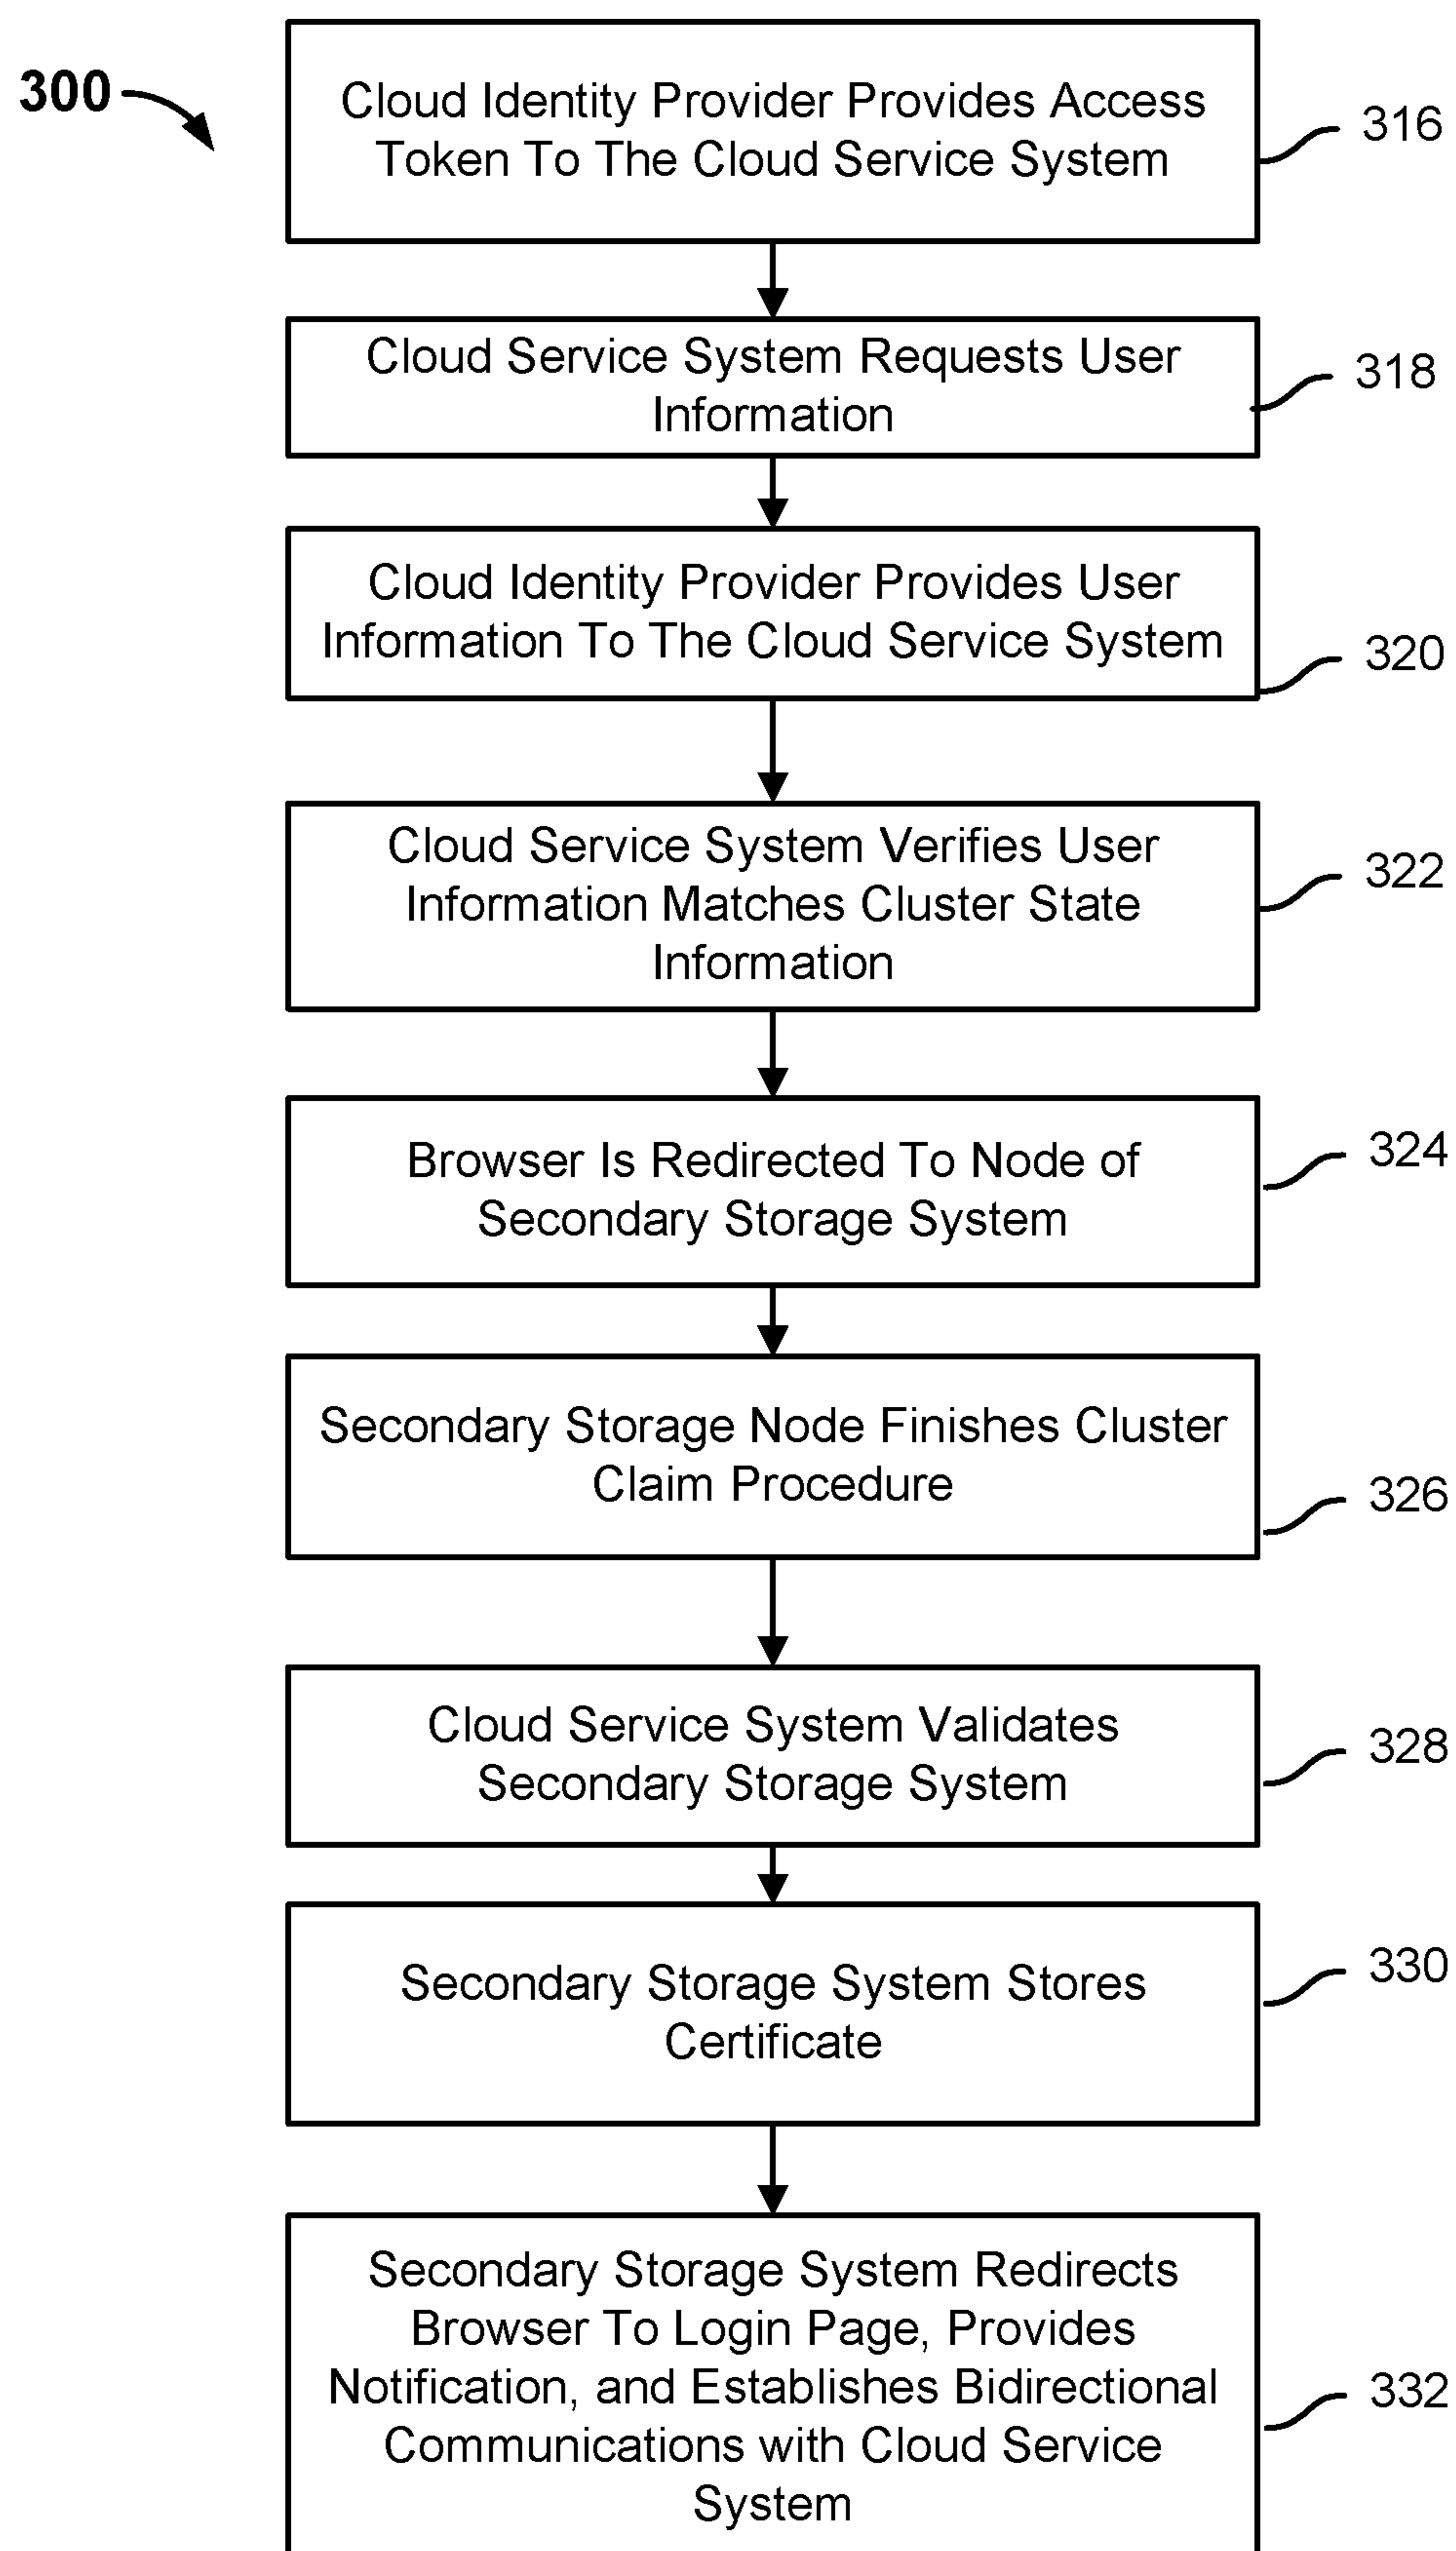 300
Cloud Identity Provider Provides Access
Token To The Cloud Service System
316
Cloud Service System Requests User
Information
318
Cloud Identity Provider Provides User
Information To The Cloud Service System
320
Cloud Service System Verifies User
Information Matches Cluster State
Information
322
Browser Is Redirected To Node of
Secondary Storage System
324
Secondary Storage Node Finishes Cluster
Claim Procedure
326
Cloud Service System Validates
Secondary Storage System
328
Secondary Storage System Stores
Certificate
330
Secondary Storage System Redirects
Browser To Login Page, Provides
Notification, and Establishes Bidirectional
Communications with Cloud Service
System
332